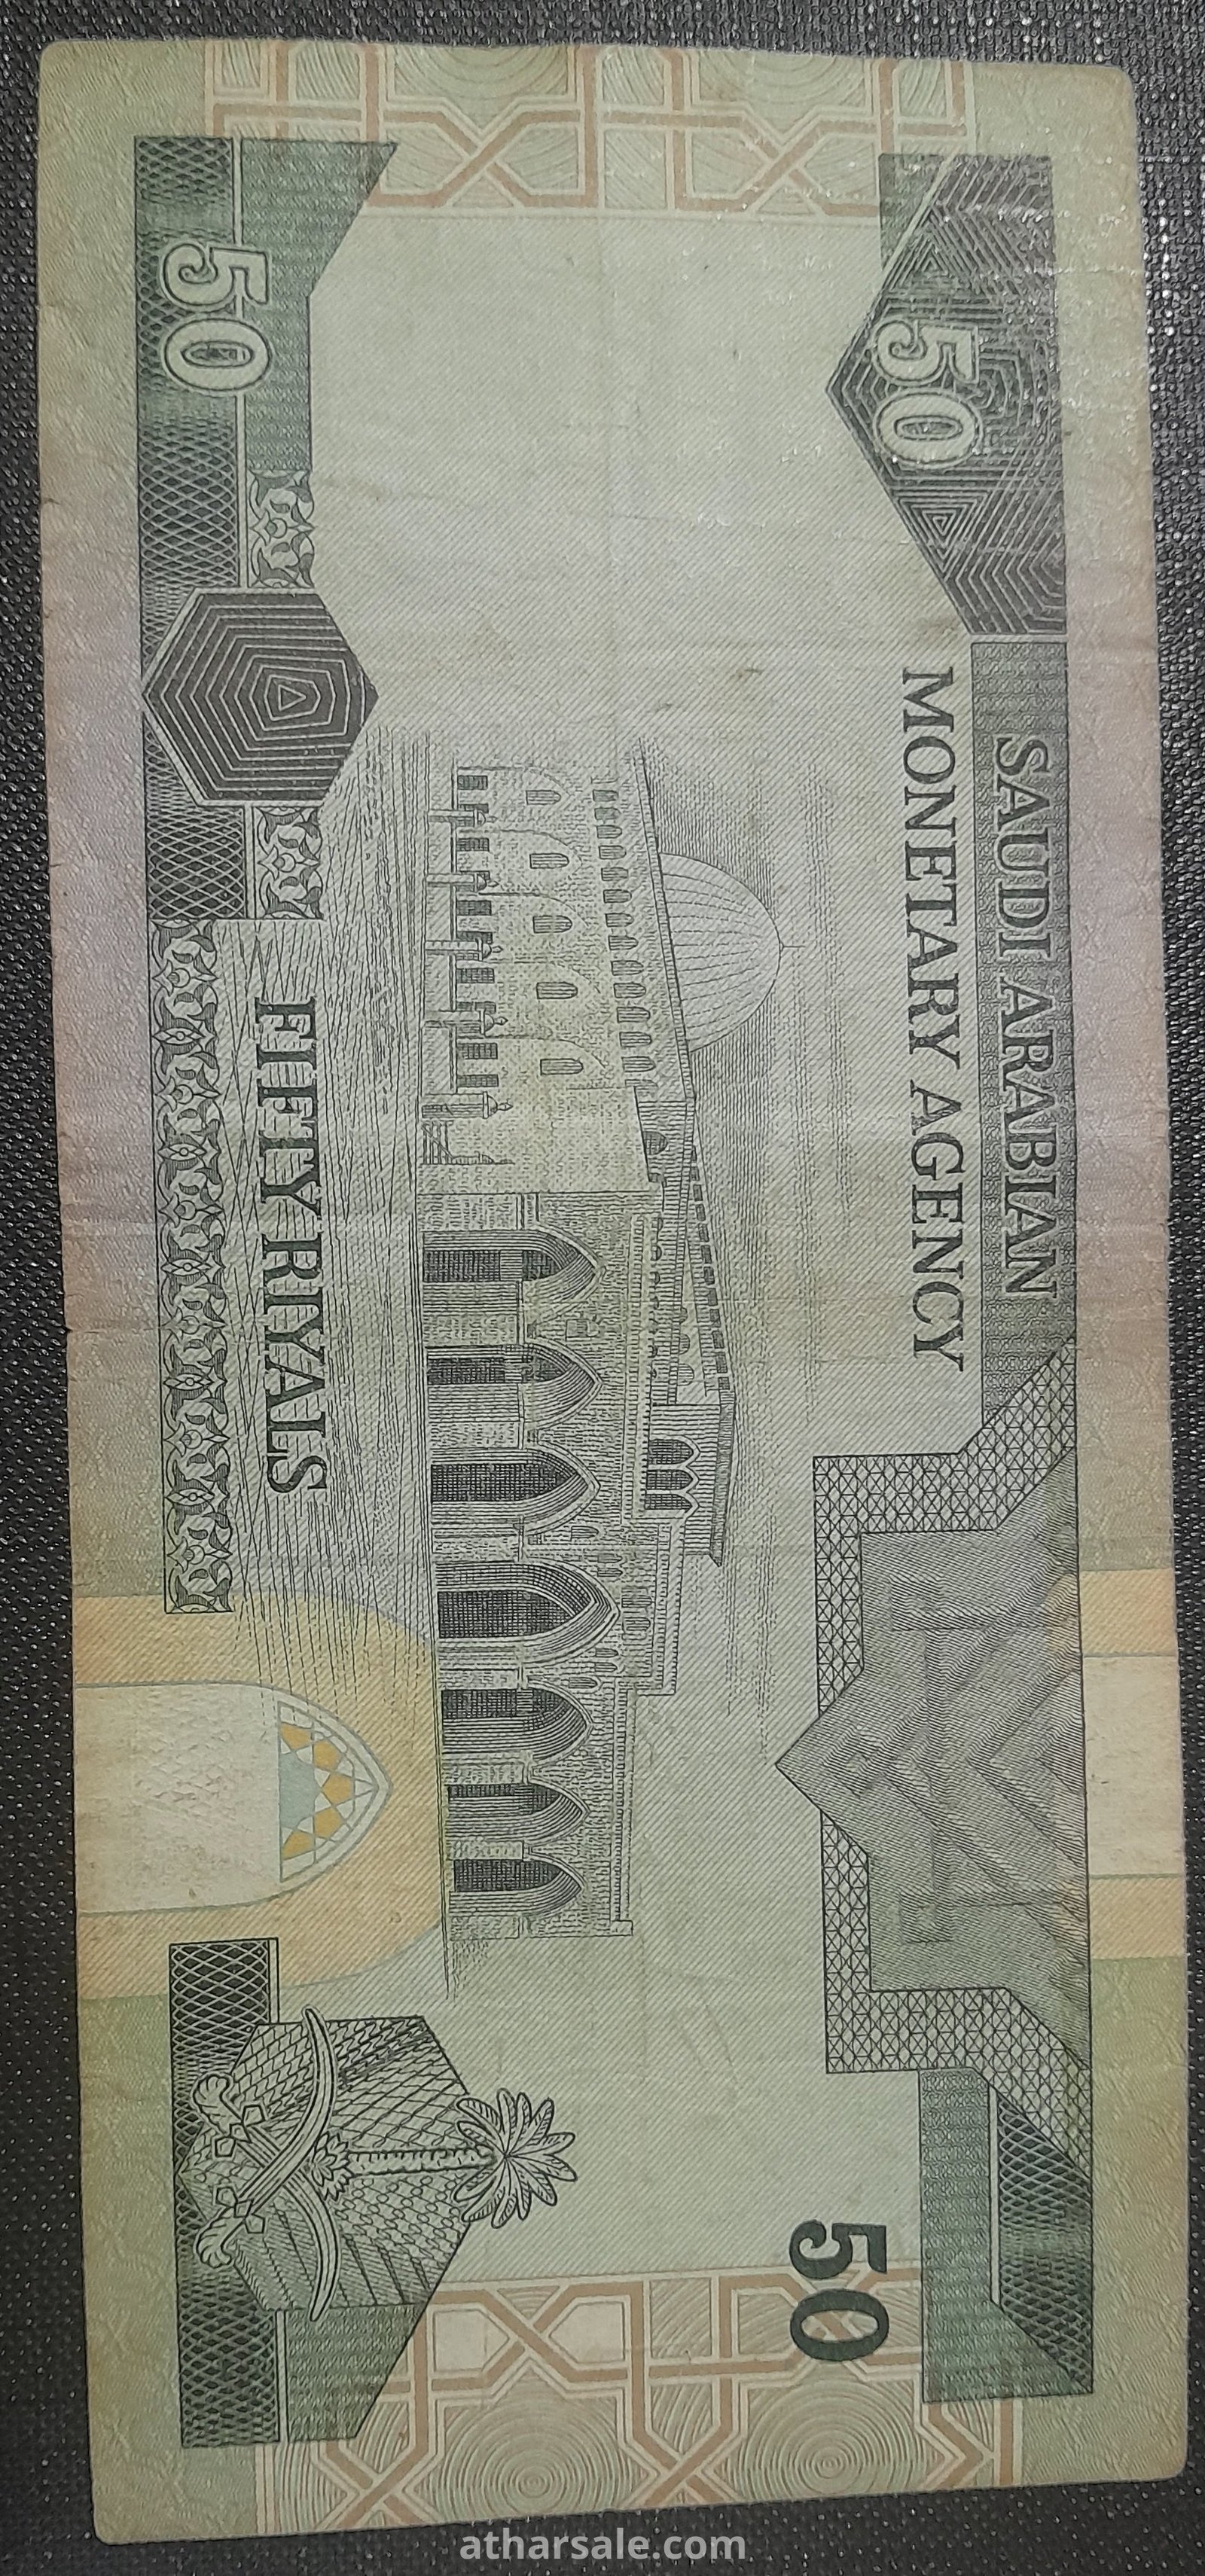 50
SAUDI ARABIAN
MONETARY AGENCY
50
50
FIFTY RIYALS
atharsale.com